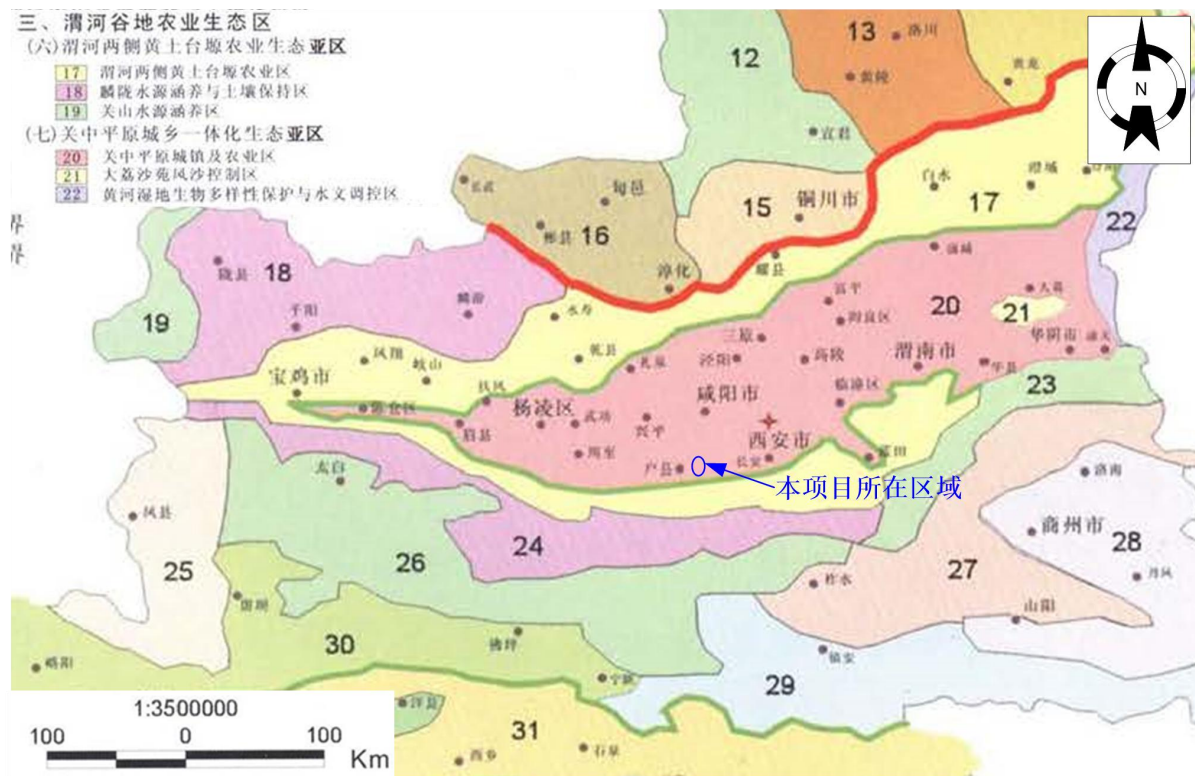 三、渭河谷地农业生态区
(六)渭河两侧黄土台塬农业生态亚区
17 渭河两侧黄土台塬农业区
18 麟陇水源涵养与土壤保持区
19 关山水源涵养区
(七)关中平原城乡一体化生态亚区
20 关中平原城镇及农业区
21 大荔沙苑风沙控制区
22 黄河湿地生物多样性保护与水文调控区
界
界
N
12
13
洛川
黄陵
黄龙
宜君
长武
旬邑
彬县
16
15
铜川市
白水
澄城
17
22
淳化
耀县
蒲城
陇县
18
19
千阳
麟游
永寿
富平
阎良区
20
大荔
21
华阴市
潼关
三原
泾阳
高陵
渭南市
华县
凤翔
岐山
乾县
礼泉
宝鸡市
陈仓区
扶风
杨凌区
武功
咸阳市
临潼区
23
眉县
兴平
西安市
周至
户县
长安
蓝田
本项目所在区域
太白
凤县
24
洛南
商州市
28
丹凤
25
26
27
柞水
山阳
留坝
30
佛坪
镇安
29
略阳
宁陕
洋县
31
西乡
石泉
1:3500000
100 0 100
Km